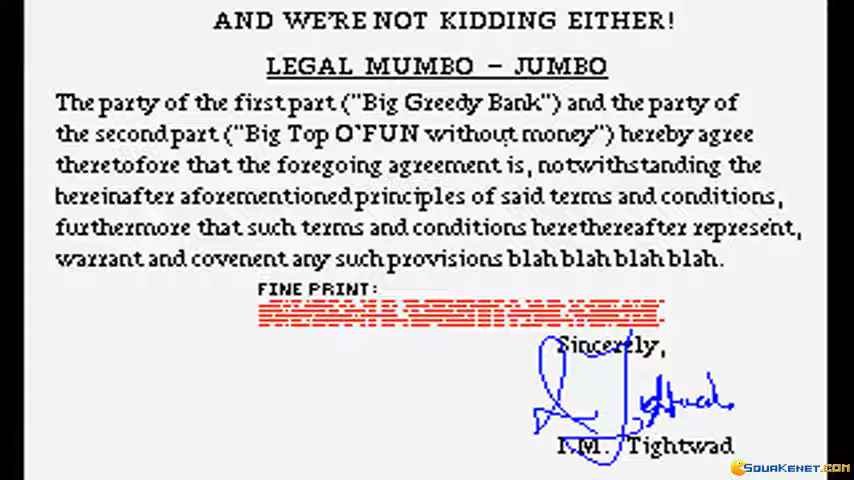 AND WE'RE NOT KIDDING EITHER!
LEGAL MUMBO - JUMBO
The party of the first part ("Big Greedy Bank") and the party of
the second part ("Big Top O'FUN without money") hereby agree
theretofore that the foregoing agreement is, notwithstanding the
hereinafter aforementioned principles of said terms and conditions,
furthermore that such terms and conditions herethereafter represent,
warrant and covenent any such provisions blah blah blah blah.
FINE PRINT:
Sincerely,
I.M. Tightwad
SquaKenet.com